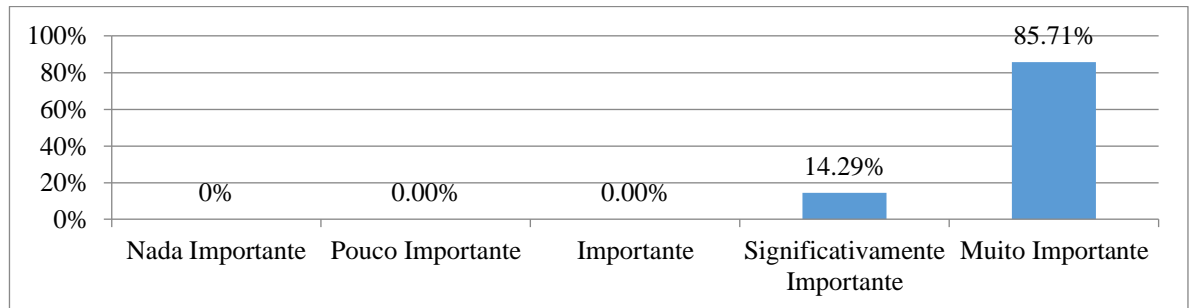 100%
80%
60%
40%
20%
0%
0%
0.00%
0.00%
14.29%
85.71%
Nada Importante
Pouco Importante
Importante
Significativamente
Importante
Muito Importante